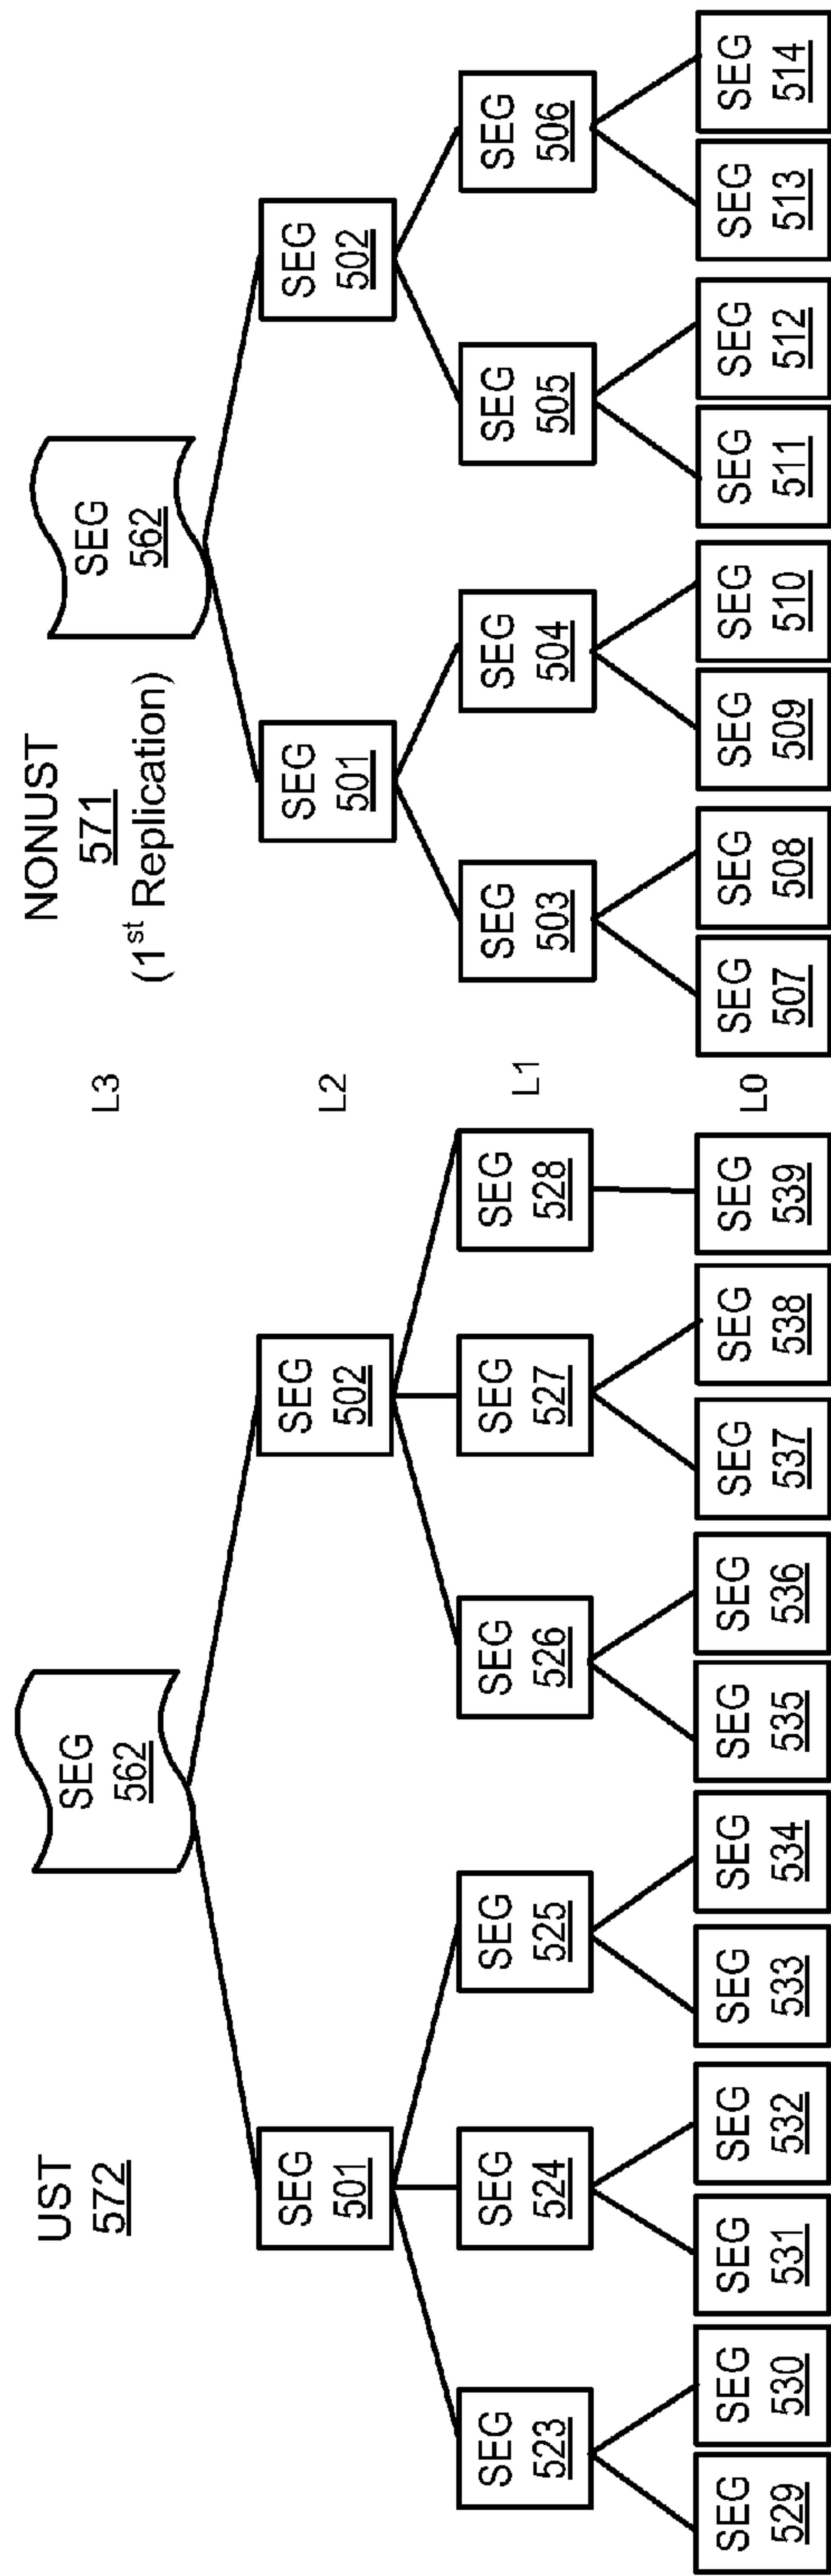 UST
572
SEG
562
L3
NONUST
571
(1st Replication)
SEG
562
SEG
501
SEG
502
L2
SEG
501
SEG
502
SEG
523
SEG
524
SEG
525
SEG
526
SEG
527
SEG
528
L1
SEG
503
SEG
504
SEG
505
SEG
506
SEG
529
SEG
530
SEG
531
SEG
532
SEG
533
SEG
534
SEG
535
SEG
536
SEG
537
SEG
538
SEG
539
L0
SEG
507
SEG
508
SEG
509
SEG
510
SEG
511
SEG
512
SEG
513
SEG
514